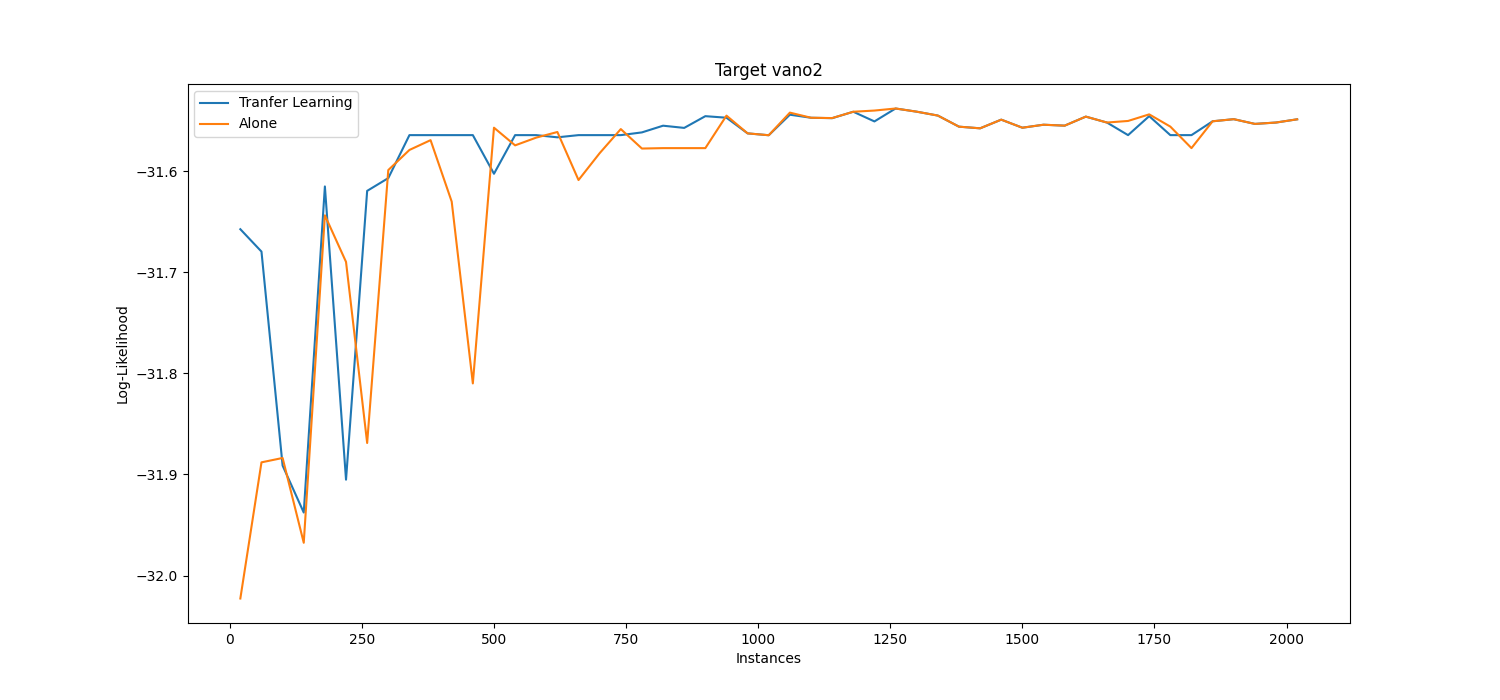 Target vano2
Tranfer Learning
Alone
−31.6
−31.7
−31.8
−31.9
−32.0
Log-Likelihood
0 250 500 750 1000 1250 1500 1750 2000
Instances